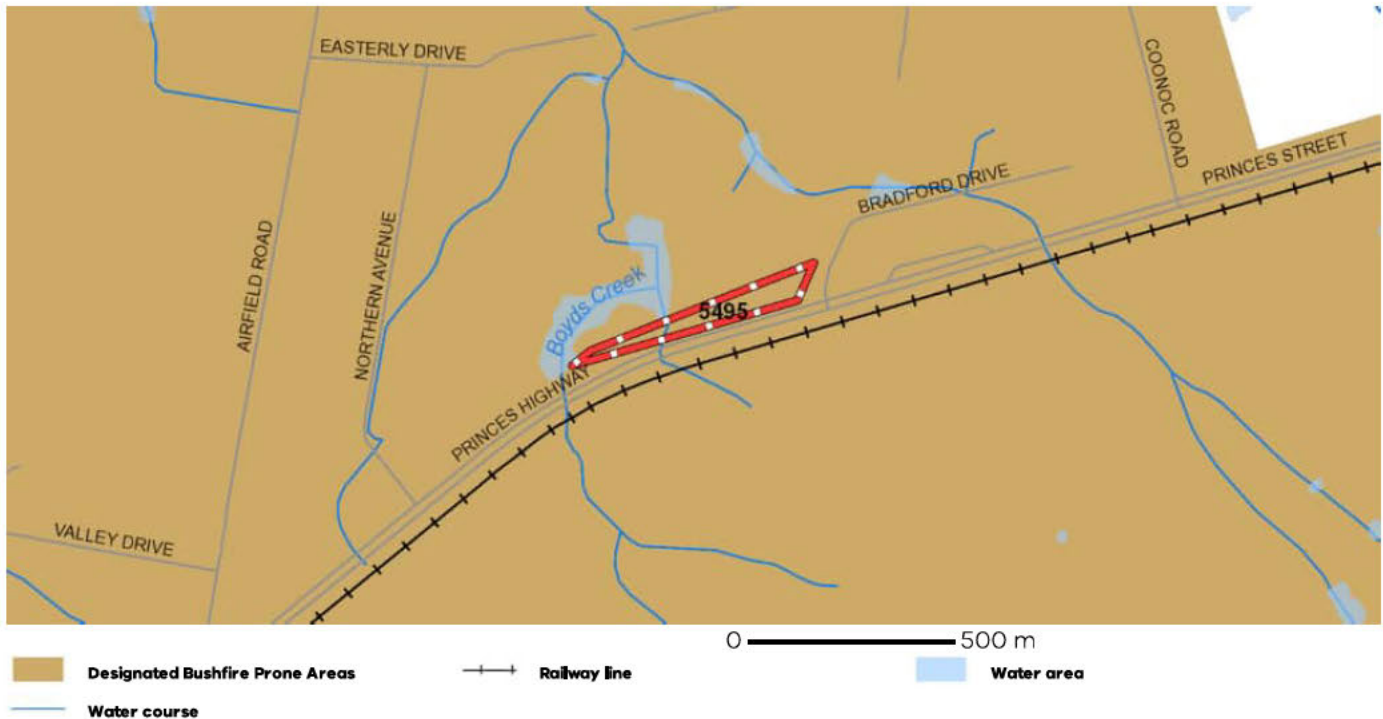 EASTERLY DRIVE
COONOC ROAD
PRINCES STREET
BRADFORD DRIVE
AIRFIELD ROAD
NORTHERN AVENUE
Boyds Creek
5495
PRINCES HIGHWAY
VALLEY DRIVE
0 500 m
Designated Bushfire Prone Areas
Railway line
Water area
Water course